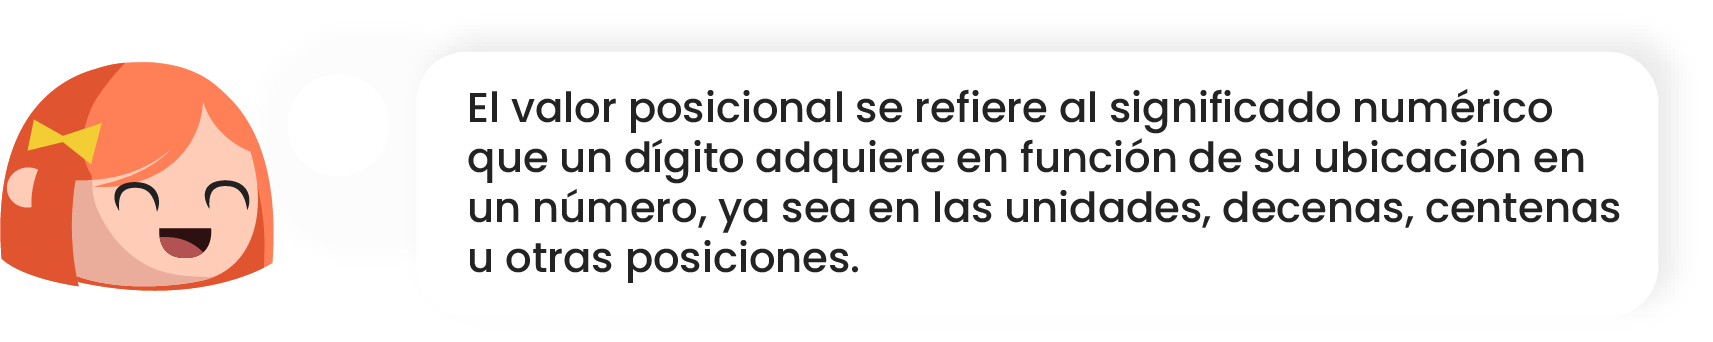 El valor posicional se refiere al significado numérico
que un dígito adquiere en función de su ubicación en
un número, ya sea en las unidades, decenas, centenas
u otras posiciones.